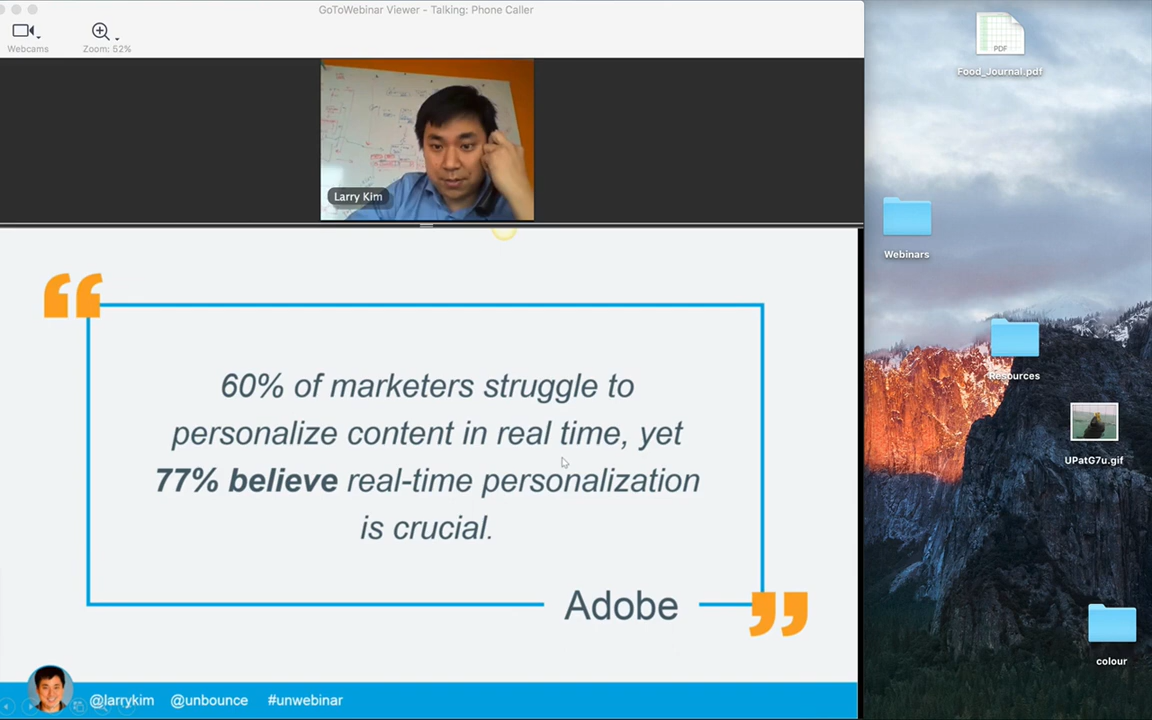 GoToWebinar Viewer - Talking: Phone Caller
Webcams
Zoom: 52%
Larry Kim
60% of marketers struggle to
personalize content in real time, yet
77% believe real-time personalization
is crucial.
Adobe
@larrykim @unbounce #unwebinar
PDF
Food_Journal.pdf
Webinars
Resources
UPatG7u.gif
colour